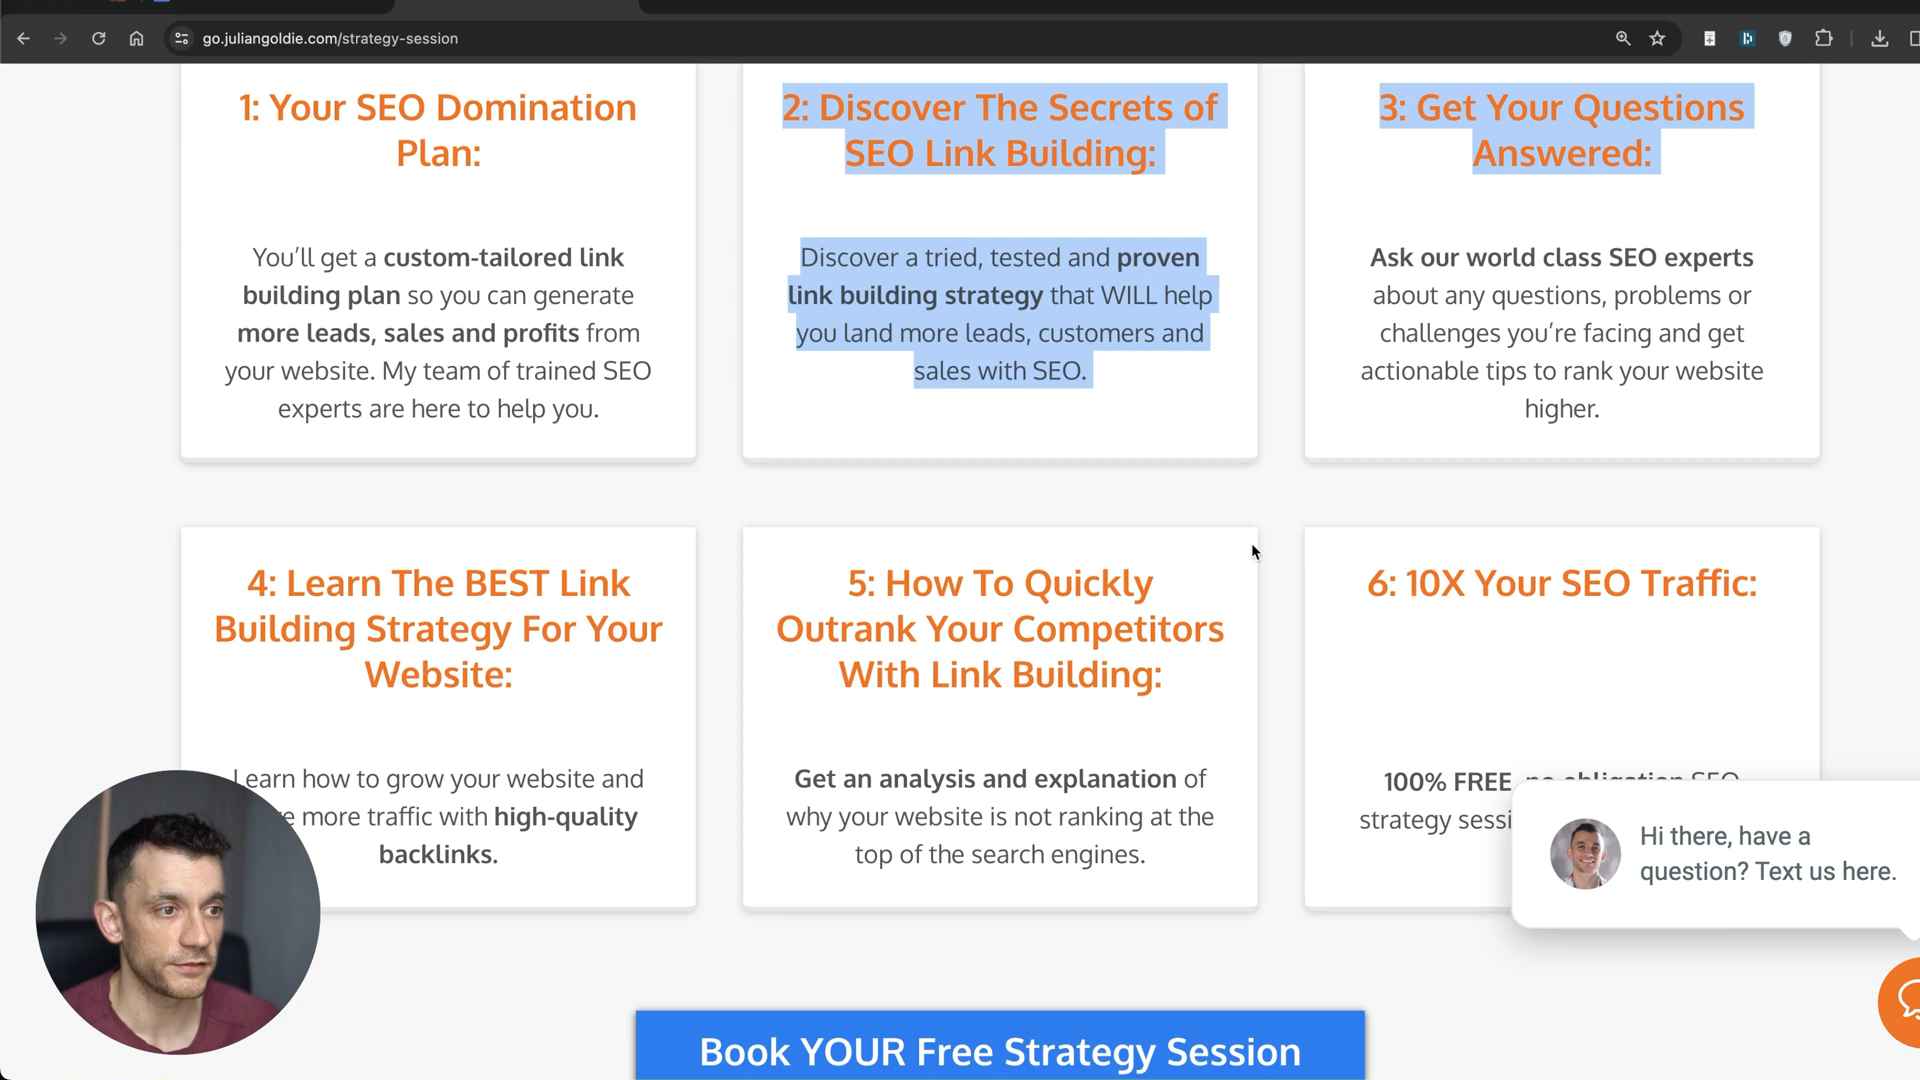 go.juliangoldie.com/strategy-session
1: Your SEO Domination
Plan:
You'll get a custom-tailored link
building plan so you can generate
more leads, sales and profits from
your website. My team of trained SEO
experts are here to help you.
2: Discover The Secrets of
SEO Link Building:
Discover a tried, tested and proven
link building strategy that WILL help
you land more leads, customers and
sales with SEO.
3: Get Your Questions
Answered:
Ask our world class SEO experts
about any questions, problems or
challenges you're facing and get
actionable tips to rank your website
higher.
4: Learn The BEST Link
Building Strategy For Your
Website:
Learn how to grow your website and
more traffic with high-quality
backlinks.
5: How To Quickly
Outrank Your Competitors
With Link Building:
Get an analysis and explanation of
why your website is not ranking at the
top of the search engines.
6: 10X Your SEO Traffic:
100% FREE, no obligation SEO
strategy
Hi there, have a
question? Text us here.
Book YOUR Free Strategy Session